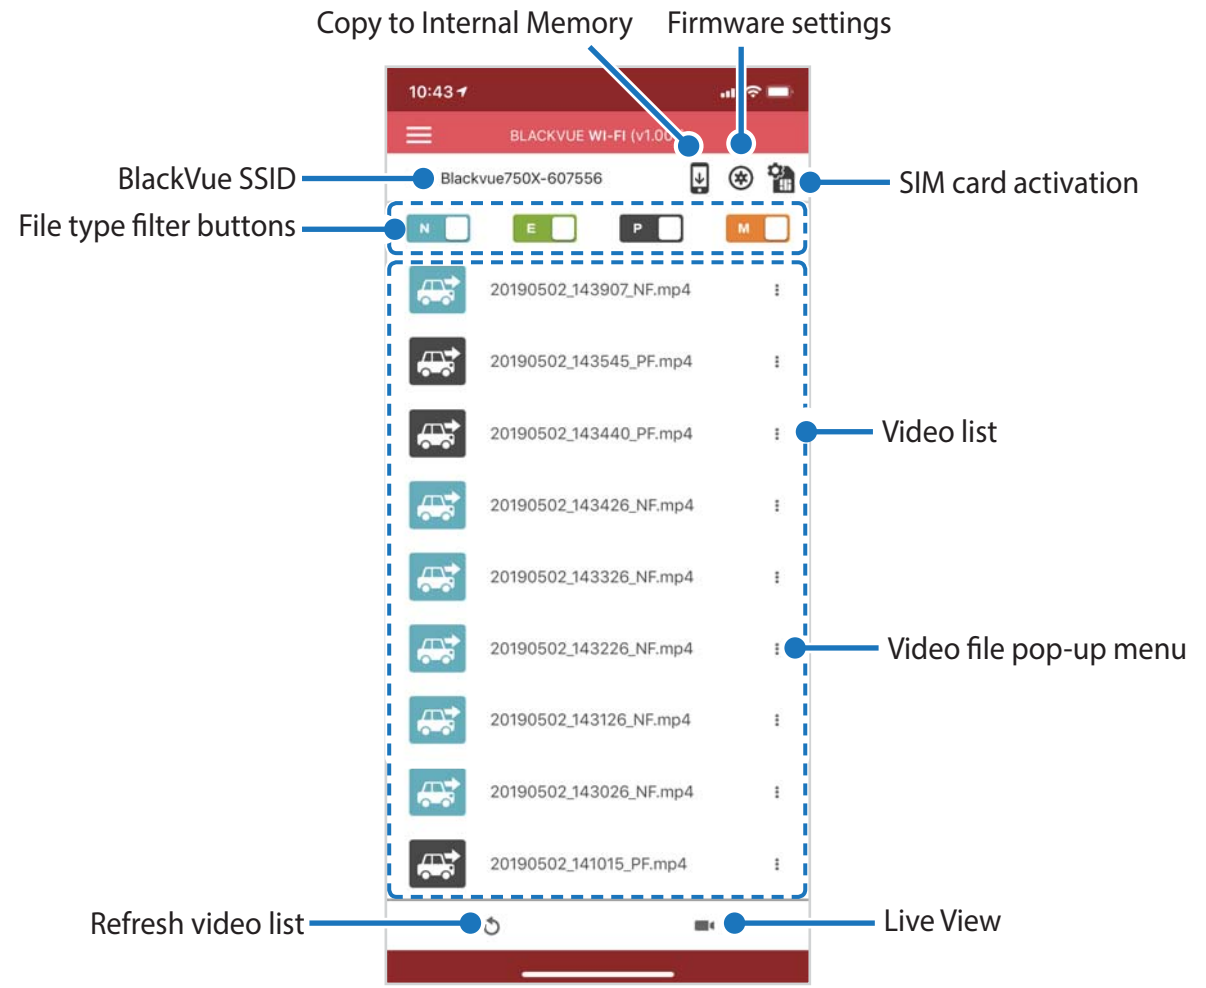 Copy to Internal Memory
Firmware settings
10:43
BLACKVUE WI-FI (v1.00
BlackVue SSID
Blackvue750X-607556
SIM card activation
File type filter buttons
N
E
P
M
20190502_143907_NF.mp4
20190502_143545_PF.mp4
20190502_143440_PF.mp4
Video list
20190502_143426_NF.mp4
20190502_143326_NF.mp4
20190502_143226_NF.mp4
Video file pop-up menu
20190502_143126_NF.mp4
20190502_143026_NF.mp4
20190502_141015_PF.mp4
Refresh video list
Live View